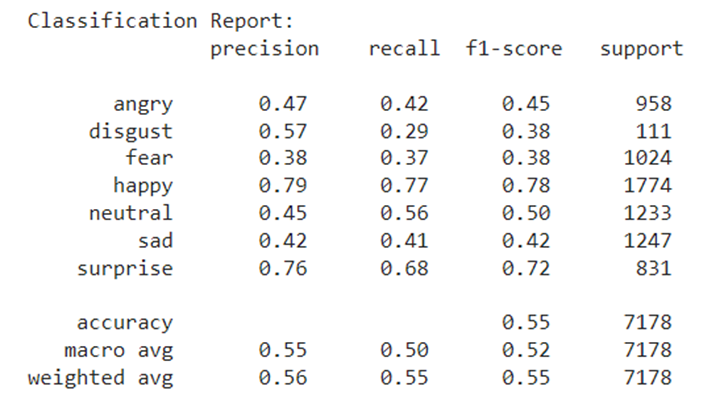 Classification Report:
precision recall f1-score support
angry 0.47 0.42 0.45 958
disgust 0.57 0.29 0.38 111
fear 0.38 0.37 0.38 1024
happy 0.79 0.77 0.78 1774
neutral 0.45 0.56 0.50 1233
sad 0.42 0.41 0.42 1247
surprise 0.76 0.68 0.72 831
accuracy 0.55 7178
macro avg 0.55 0.50 0.52 7178
weighted avg 0.56 0.55 0.55 7178